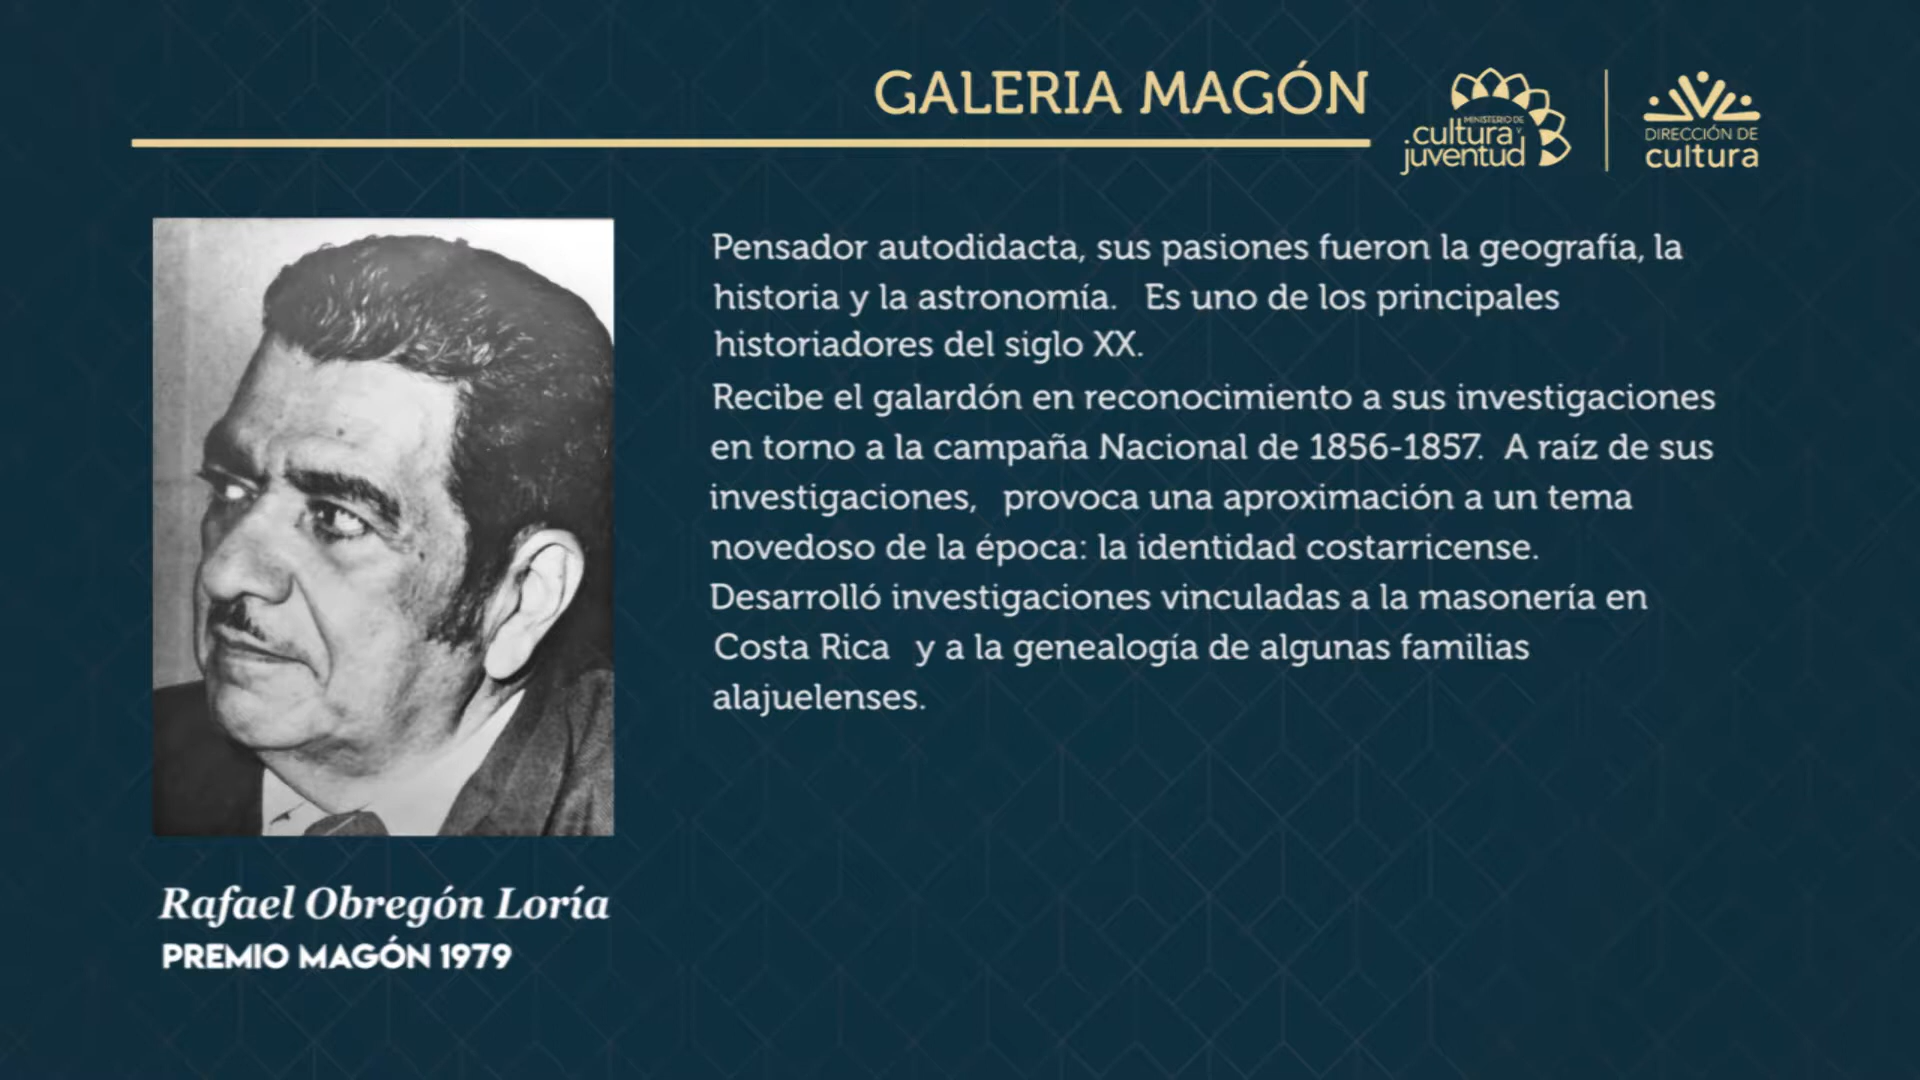 GALERIA MAGÓN
MINISTERIO DE
cultura y
juventud
DIRECCIÓN DE
cultura
Pensador autodidacta, sus pasiones fueron la geografía, la
historia y la astronomía. Es uno de los principales
historiadores del siglo XX.
Recibe el galardón en reconocimiento a sus investigaciones
en torno a la campaña Nacional de 1856-1857. A raíz de sus
investigaciones, provoca una aproximación a un tema
novedoso de la época: la identidad costarricense.
Desarrolló investigaciones vinculadas a la masonería en
Costa Rica y a la genealogía de algunas familias
alajuelenses.
Rafael Obregón Loría
PREMIO MAGÓN 1979